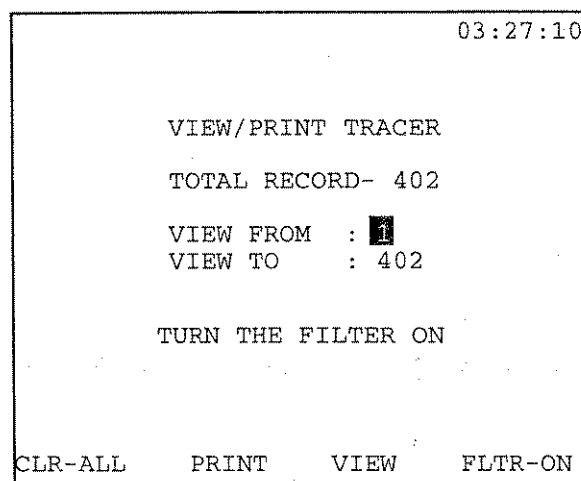 03:27:10
VIEW/PRINT TRACER
TOTAL RECORD- 402
VIEW FROM : 1
VIEW TO : 402
TURN THE FILTER ON
CLR-ALL PRINT VIEW FLTR-ON